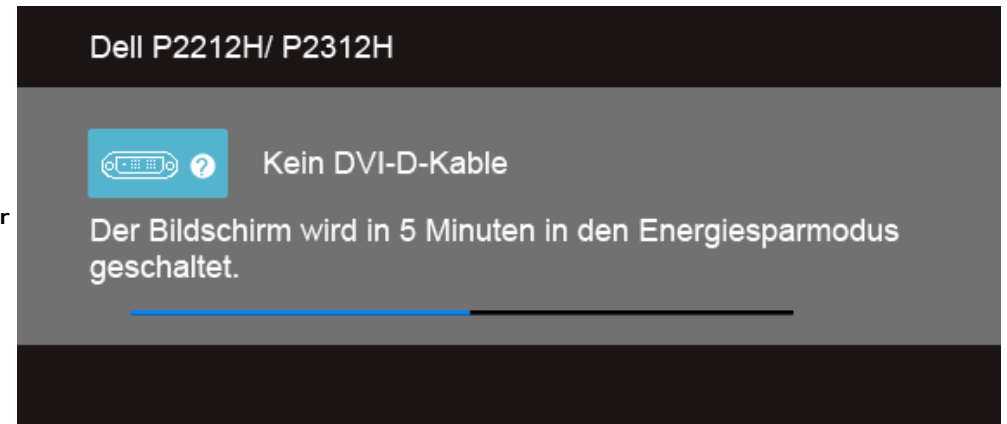 Dell P2212H/ P2312H
Kein DVI-D-Kable
r
Der Bildschirm wird in 5 Minuten in den Energiesparmodus
geschaltet.